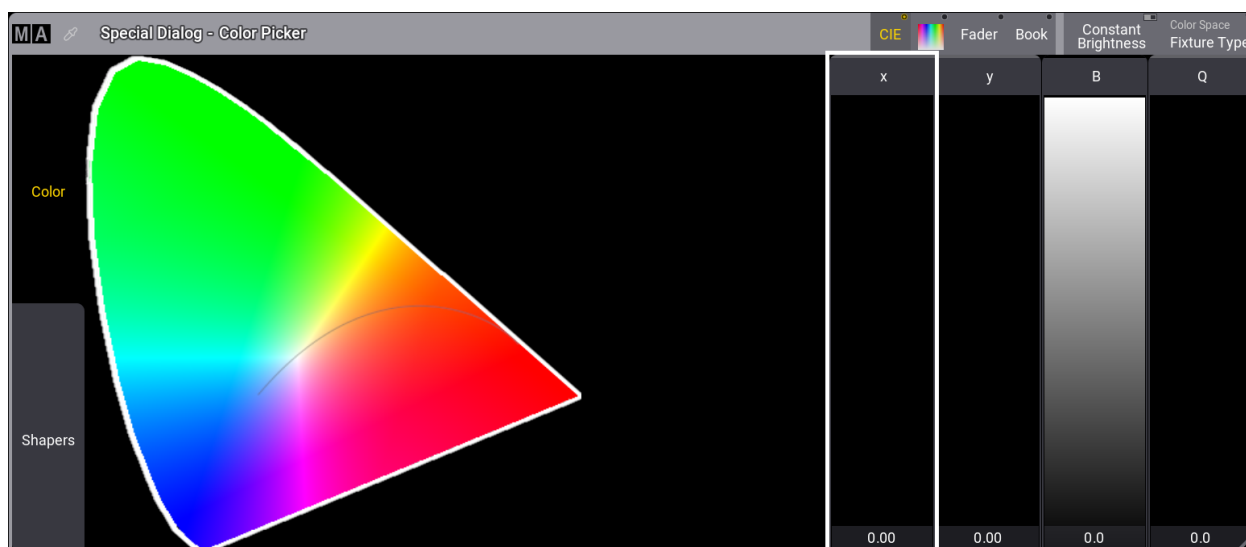 MA Special Dialog - Color Picker
CIE
Fader
Book
Constant
Brightness
Color Space
Fixture Type
x
y
B
Q
Color
Shapers
0.00
0.00
0.0
0.0